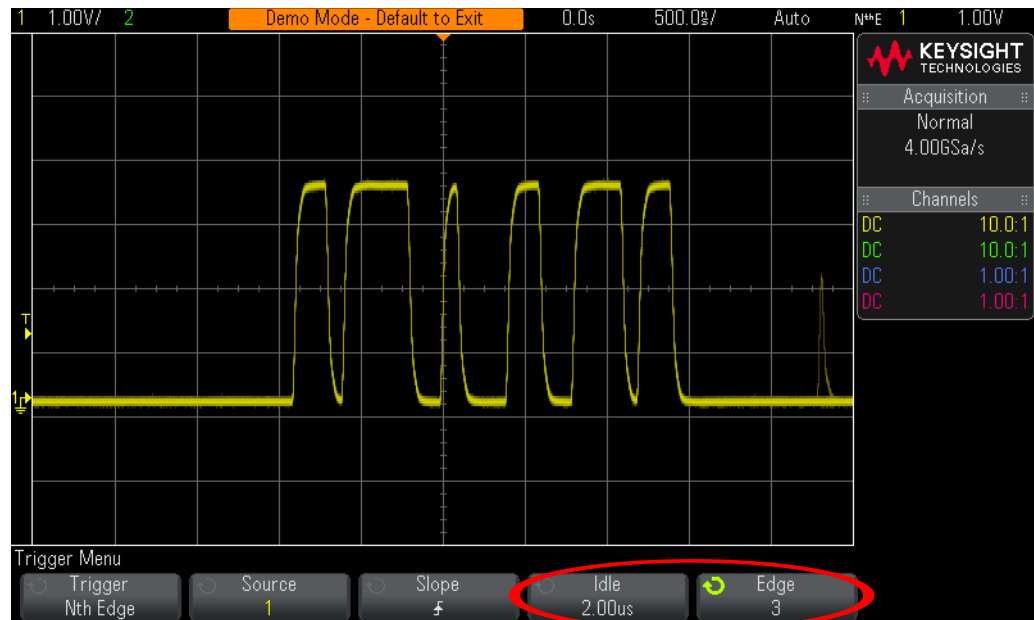 1 1.00V/ 2 Demo Mode - Default to Exit 0.0s 500.0ns/ Auto NthE 1 1.00V
KEYSIGHT
TECHNOLOGIES
Acquisition
Normal
4.00GSa/s
Channels
DC 10.0:1
DC 10.0:1
DC 1.00:1
DC 1.00:1
T
1
Trigger Menu
Trigger Source Slope Idle Edge
Nth Edge 1 2.00us 3